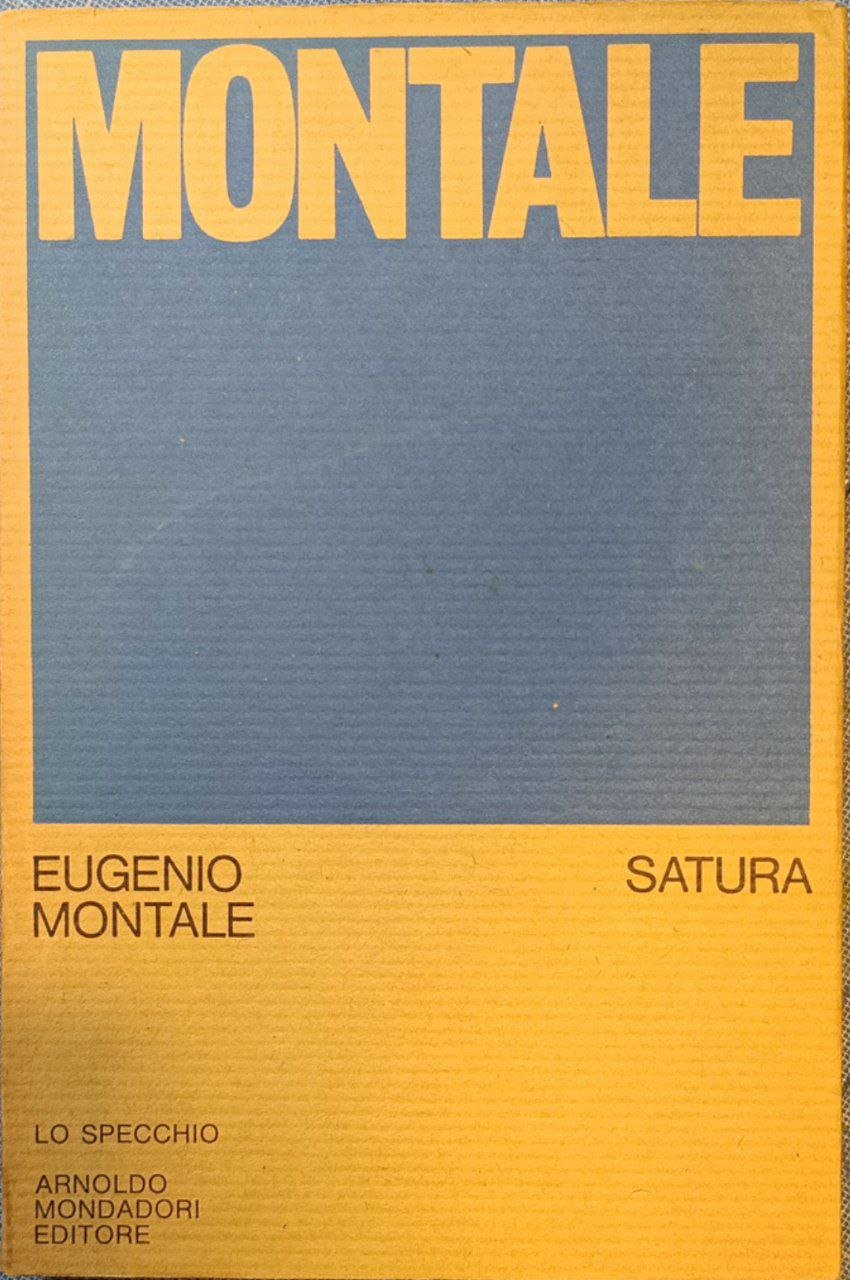 MONTALE
EUGENIO
MONTALE
SATURA
LO SPECCHIO
ARNOLDO
MONDADORI
EDITORE